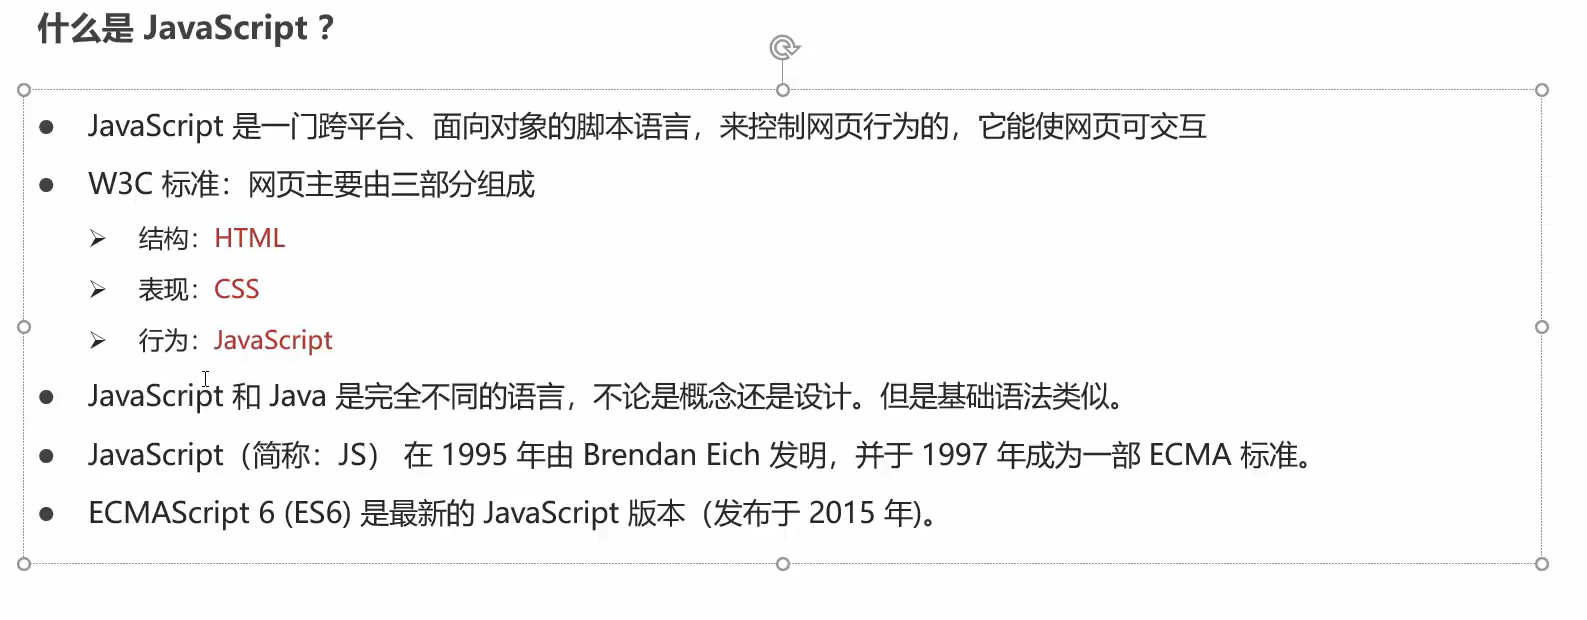 什么是 JavaScript ?
● JavaScript 是一门跨平台、面向对象的脚本语言，来控制网页行为的，它能使网页可交互
● W3C 标准：网页主要由三部分组成
➢ 结构：HTML
➢ 表现：CSS
➢ 行为：JavaScript
● JavaScript 和 Java 是完全不同的语言，不论是概念还是设计。但是基础语法类似。
● JavaScript（简称：JS） 在 1995 年由 Brendan Eich 发明，并于 1997 年成为一部 ECMA 标准。
● ECMAScript 6 (ES6) 是最新的 JavaScript 版本（发布于 2015 年)。